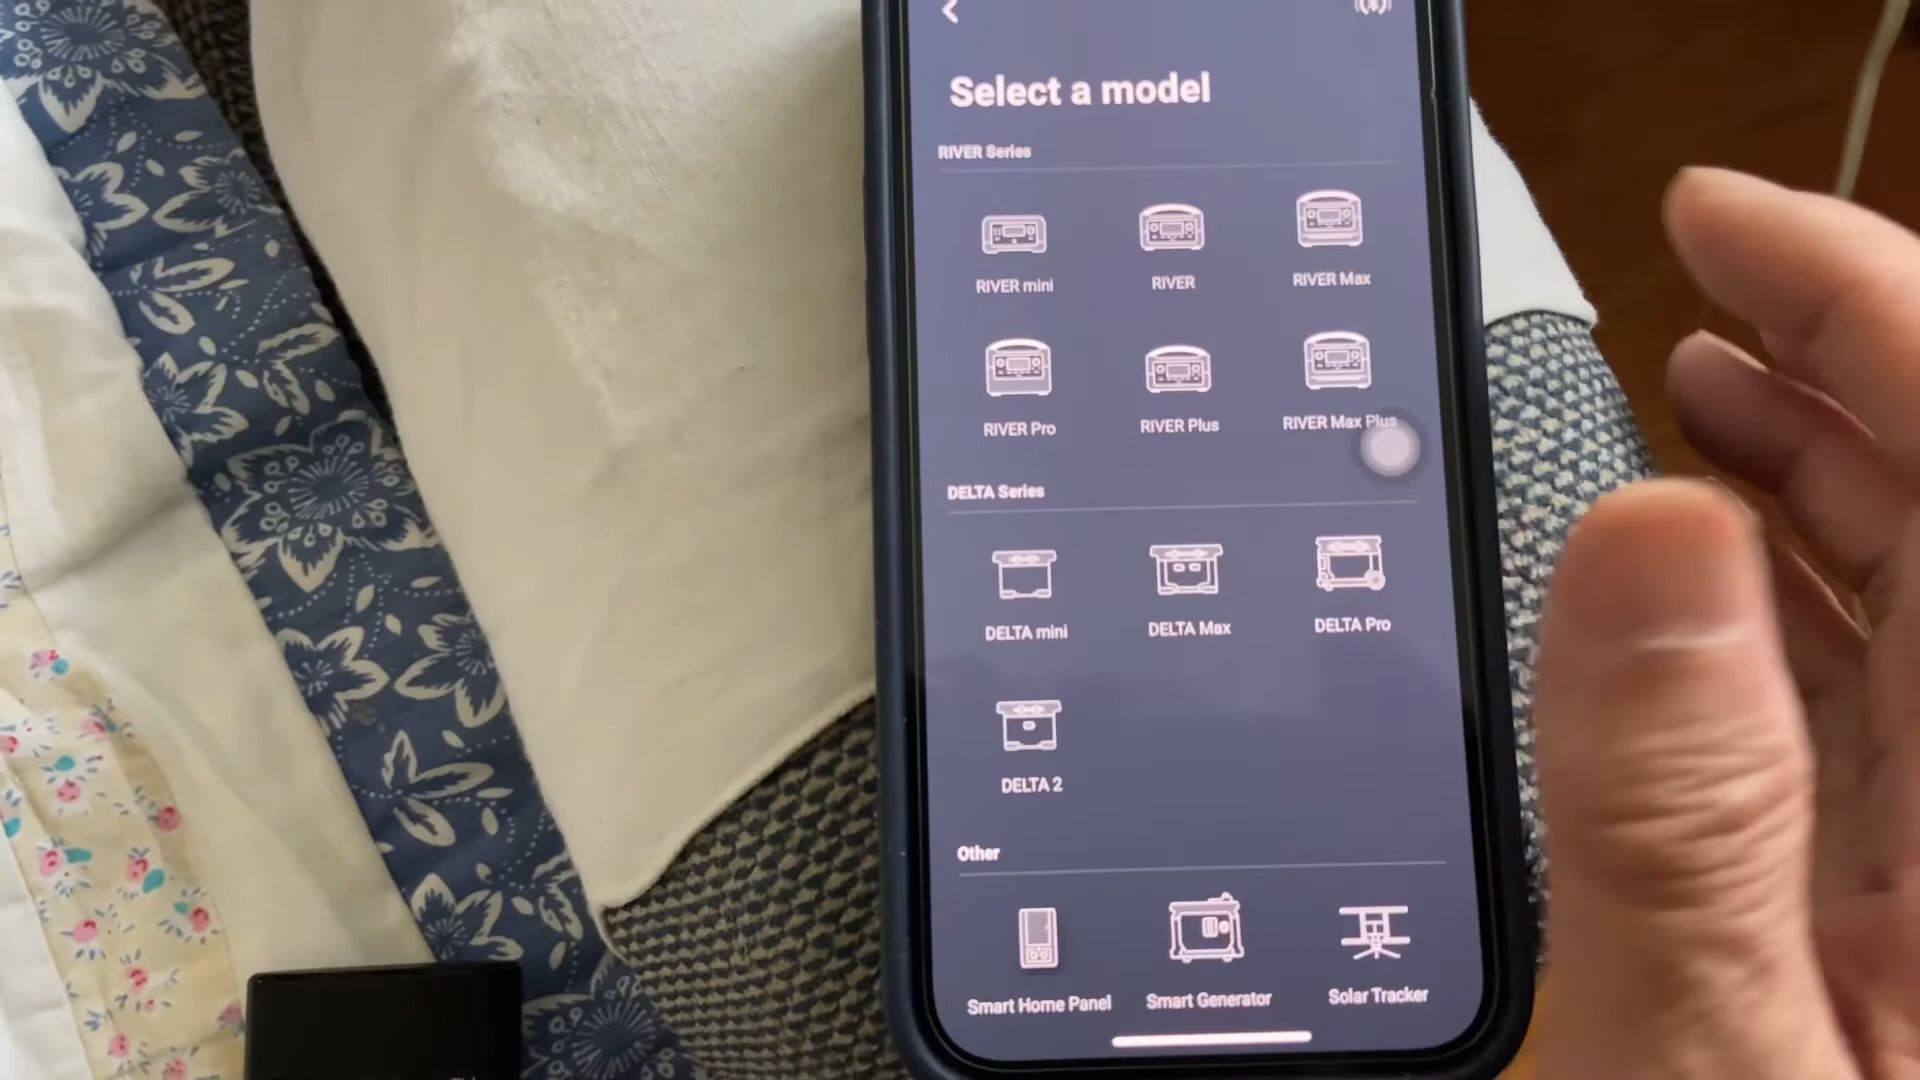 Select a model
RIVER Series
RIVER mini
RIVER
RIVER Max
RIVER Pro
RIVER Plus
RIVER Max Plus
DELTA Series
DELTA mini
DELTA Max
DELTA Pro
DELTA 2
Other
Smart Home Panel
Smart Generator
Solar Tracker